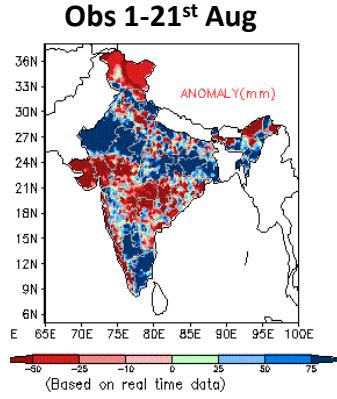 Obs 1-21st Aug
ANOMALY(mm)
36N
33N
30N
27N
24N
21N
18N
15N
12N
9N
6N
E 65E 70E 75E 80E 85E 90E 95E 100E
-50 -25 -10 0 25 50 75
(Based on real time data)